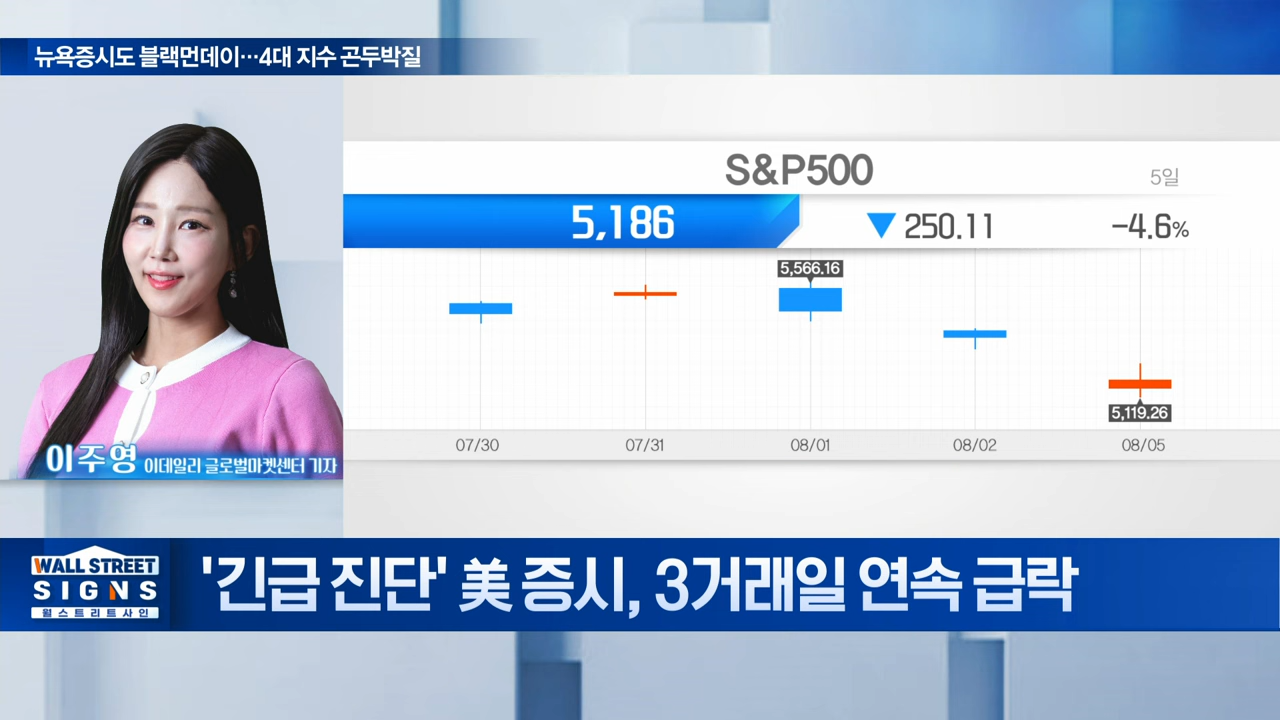 뉴욕증시도 블랙먼데이…4대 지수 곤두박질
S&P500
5일
5,186 ▼ 250.11 -4.6%
5,566.16
5,119.26
07/30 07/31 08/01 08/02 08/05
이주영 이데일리 글로벌마켓센터 기자
WALL STREET
SIGNS
월스트리트사인
'긴급 진단' 美 증시, 3거래일 연속 급락